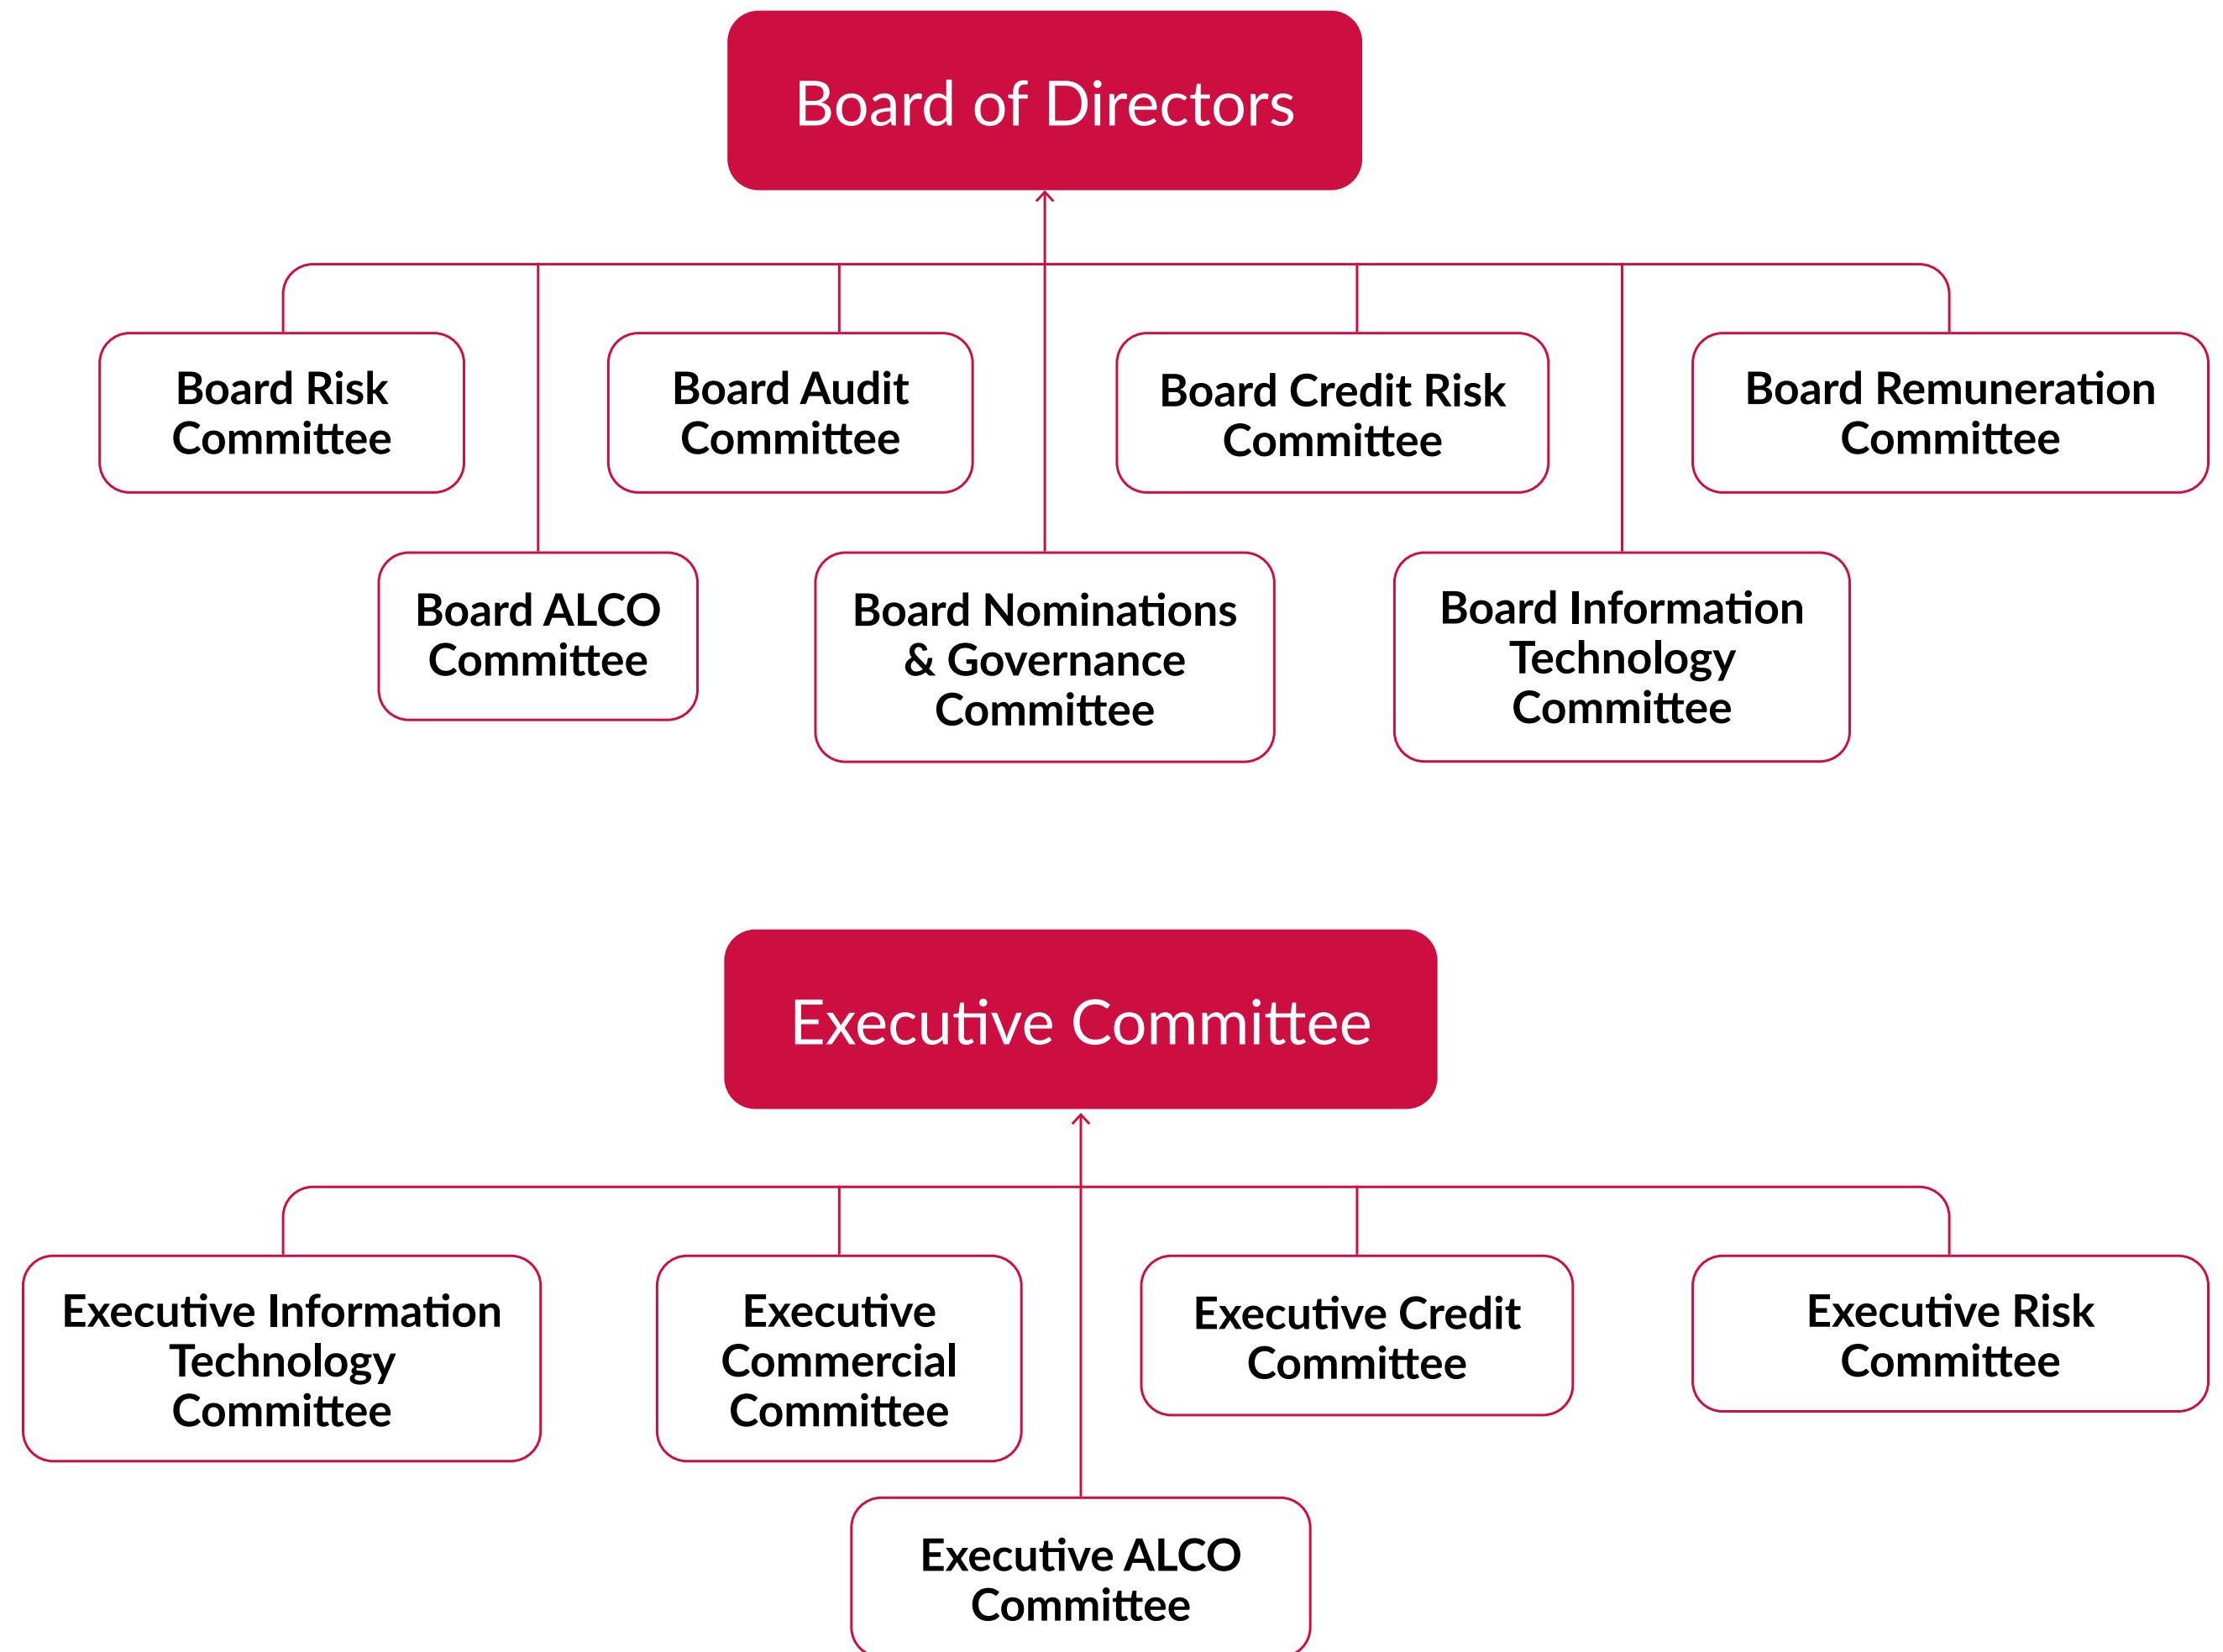 Board of Directors
Board Risk
Committee
Board Audit
Committee
Board Credit Risk
Committee
Board Remuneration
Committee
Board ALCO
Committee
Board Nominations
& Governance
Committee
Board Information
Technology
Committee
Executive Committee
Executive Information
Technology
Committee
Executive
Commercial
Committee
Executive Credit
Committee
Executive Risk
Committee
Executive ALCO
Committee